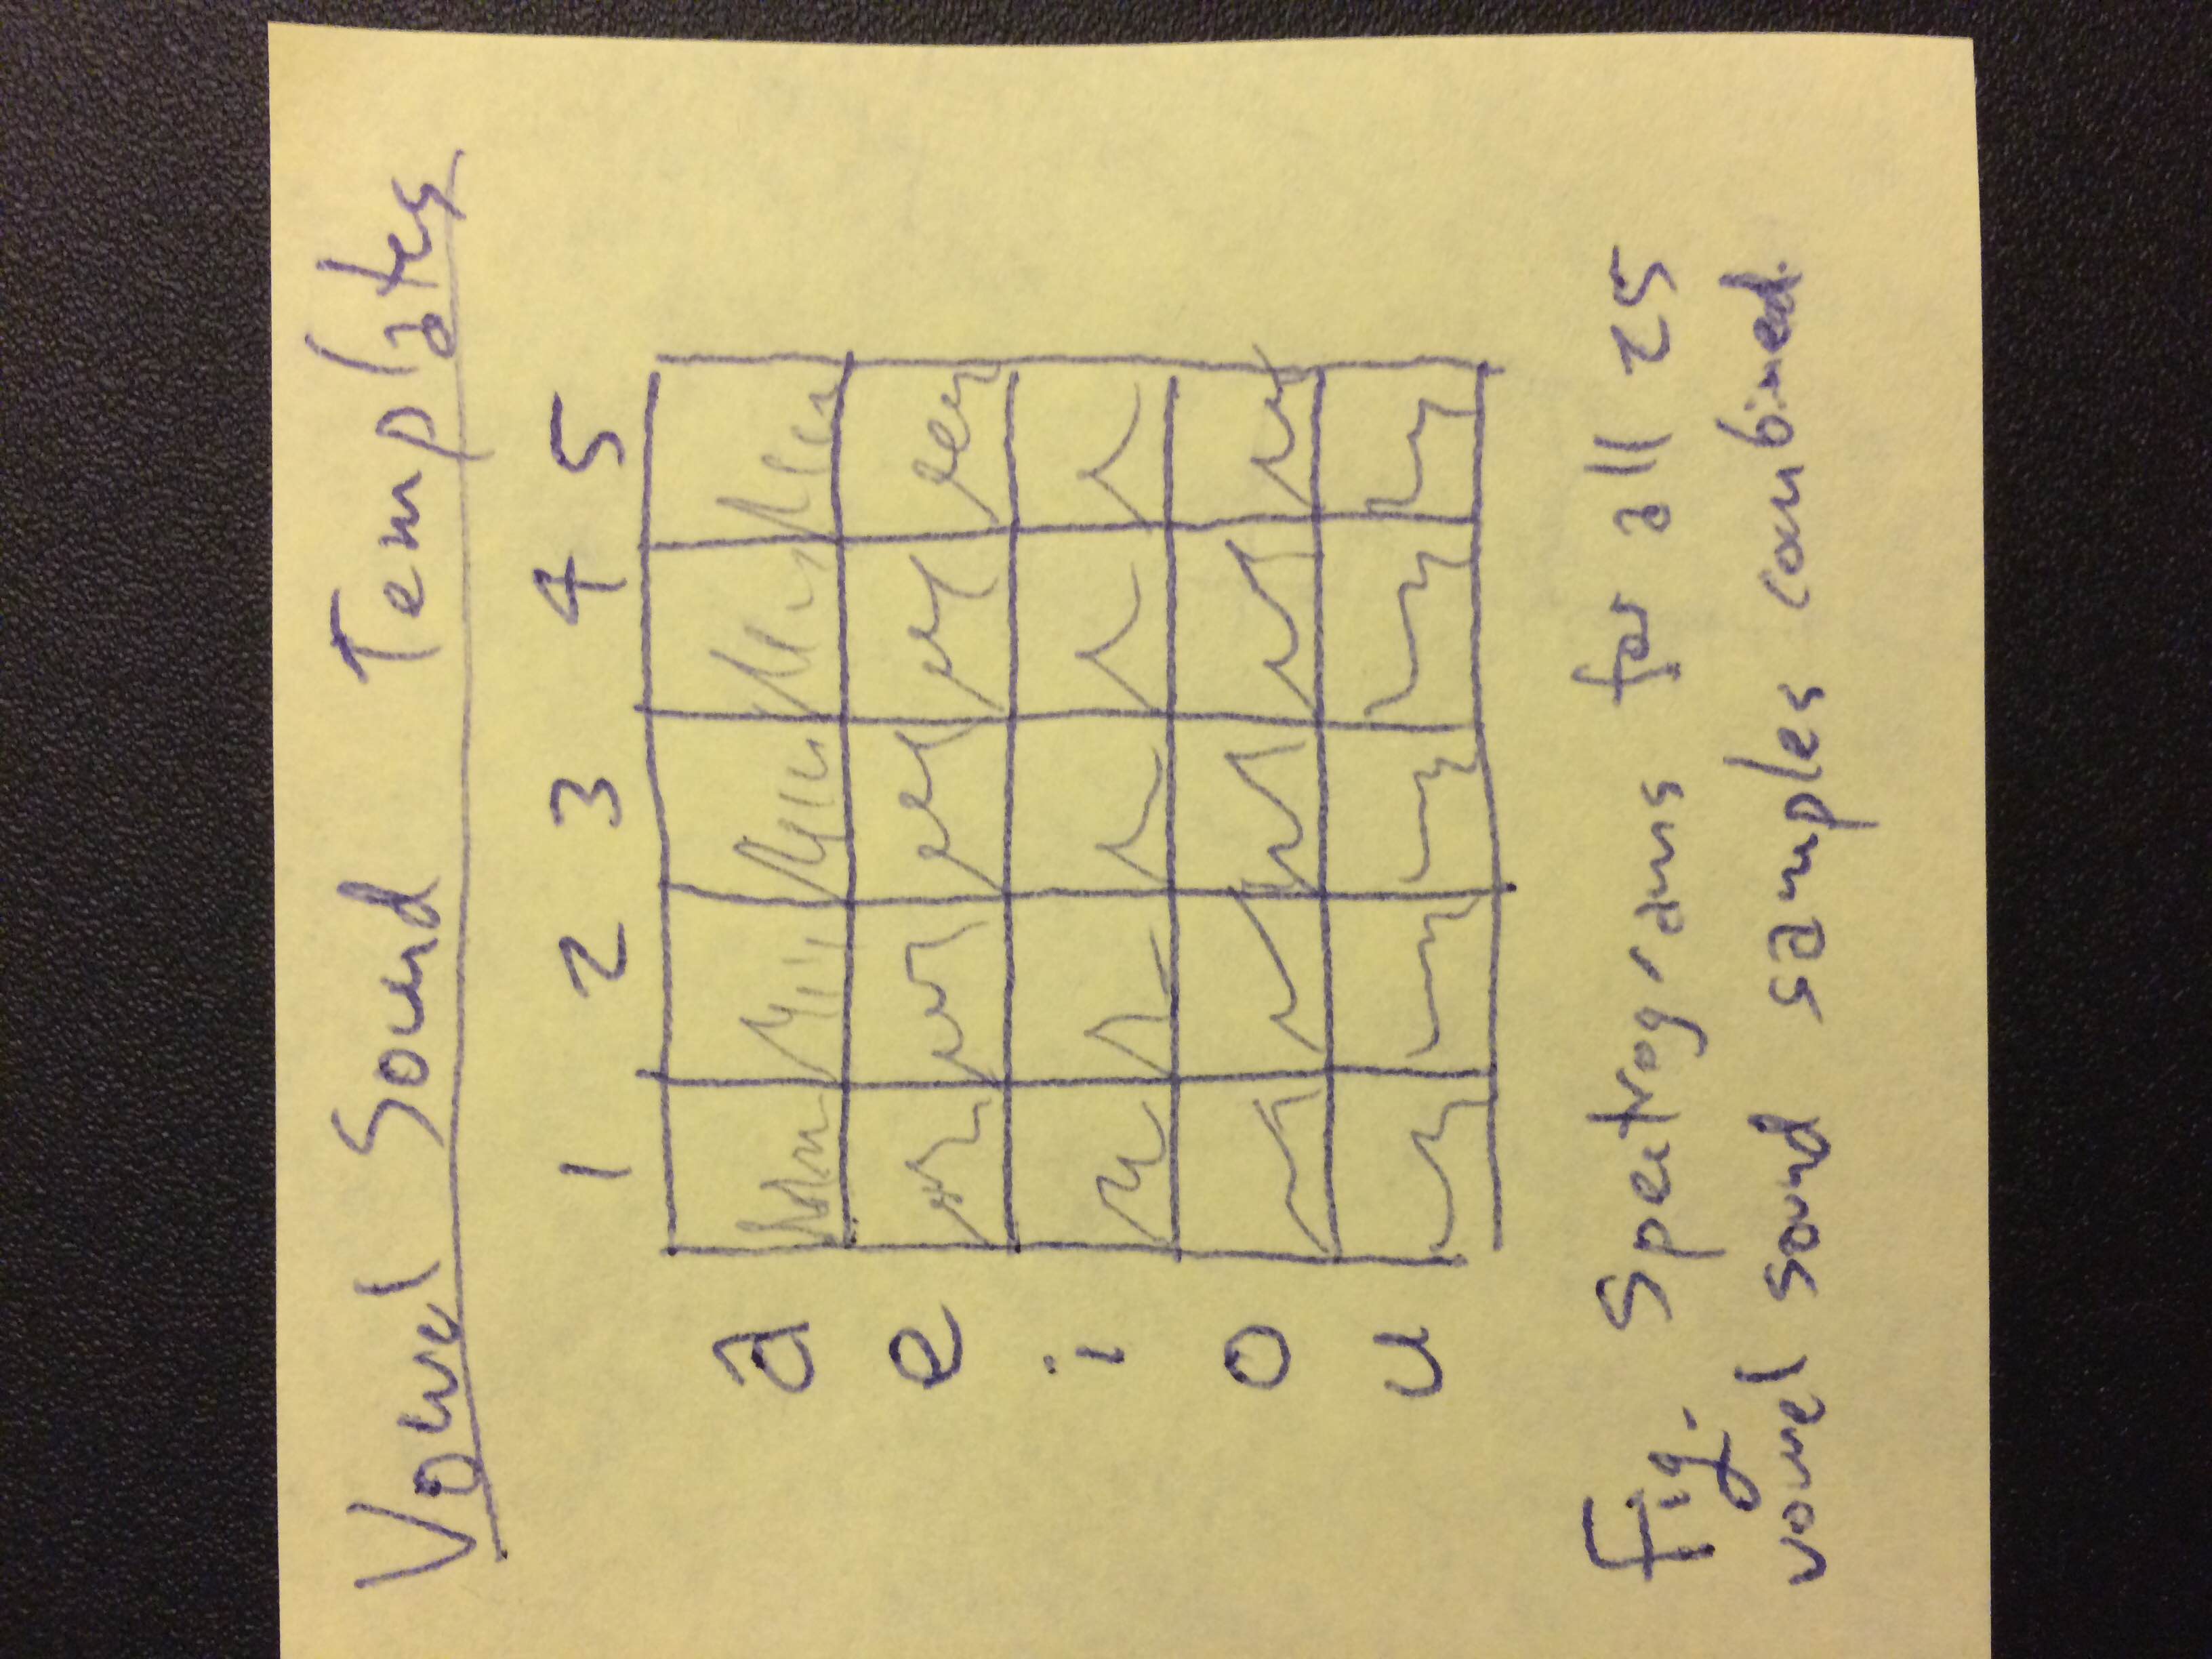 Vowel Sound Templates
1 2 3 4 5
a
e
i
o
u
Fig. Spectrograms for all 25
vowel sound samples combined.